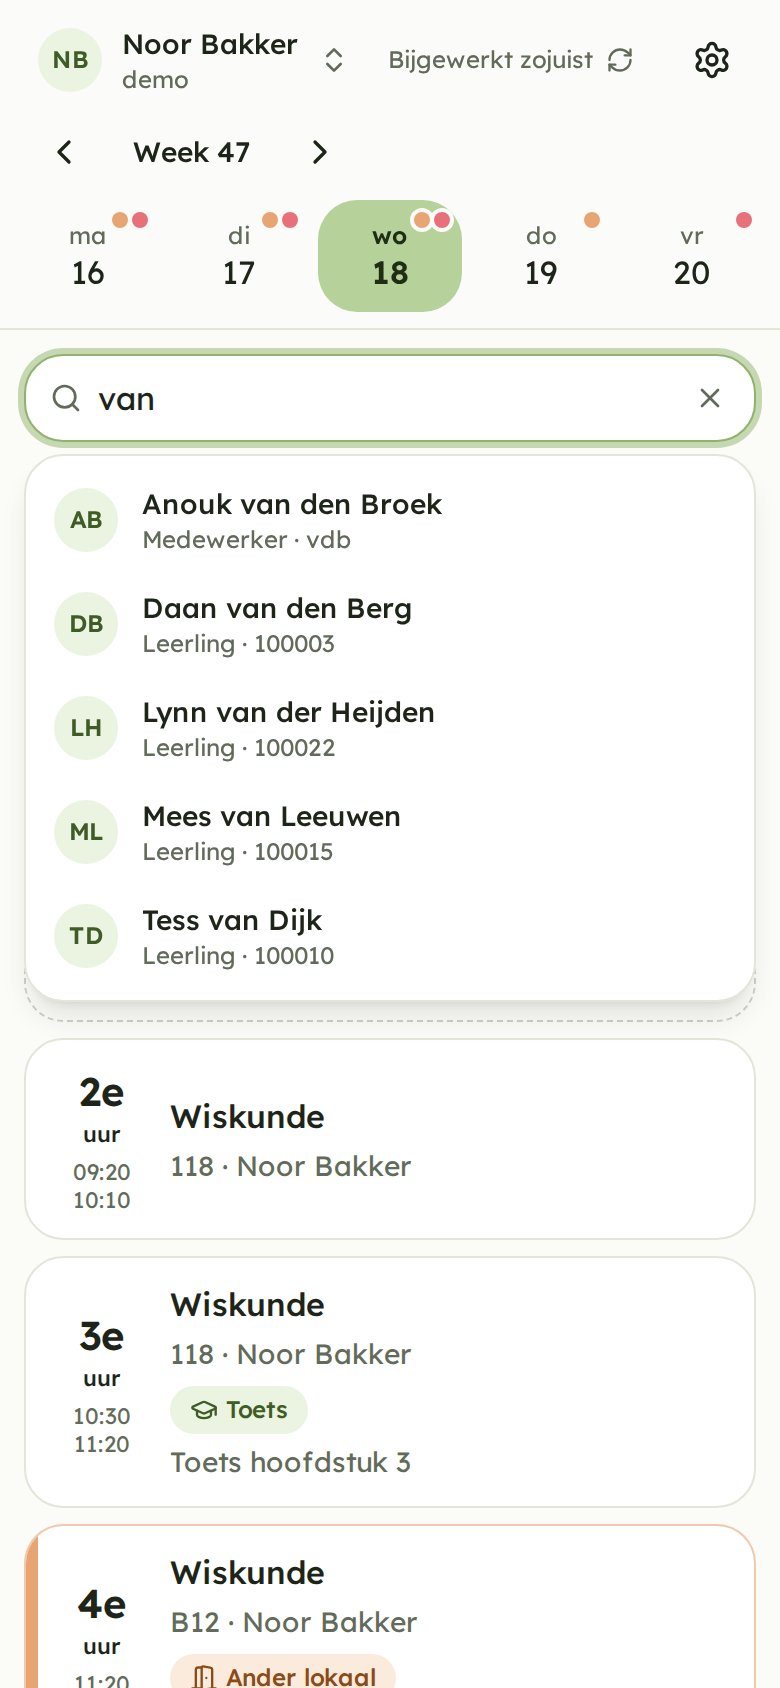 NB
Noor Bakker
demo
Bijgewerkt zojuist
Week 47
ma
16
di
17
wo
18
do
19
vr
20
van
AB
Anouk van den Broek
Medewerker · vdb
DB
Daan van den Berg
Leerling · 100003
LH
Lynn van der Heijden
Leerling · 100022
ML
Mees van Leeuwen
Leerling · 100015
TD
Tess van Dijk
Leerling · 100010
2e
uur
09:20
10:10
Wiskunde
118 · Noor Bakker
3e
uur
10:30
11:20
Wiskunde
118 · Noor Bakker
Toets
Toets hoofdstuk 3
4e
uur
11:20
Wiskunde
B12 · Noor Bakker
Ander lokaal